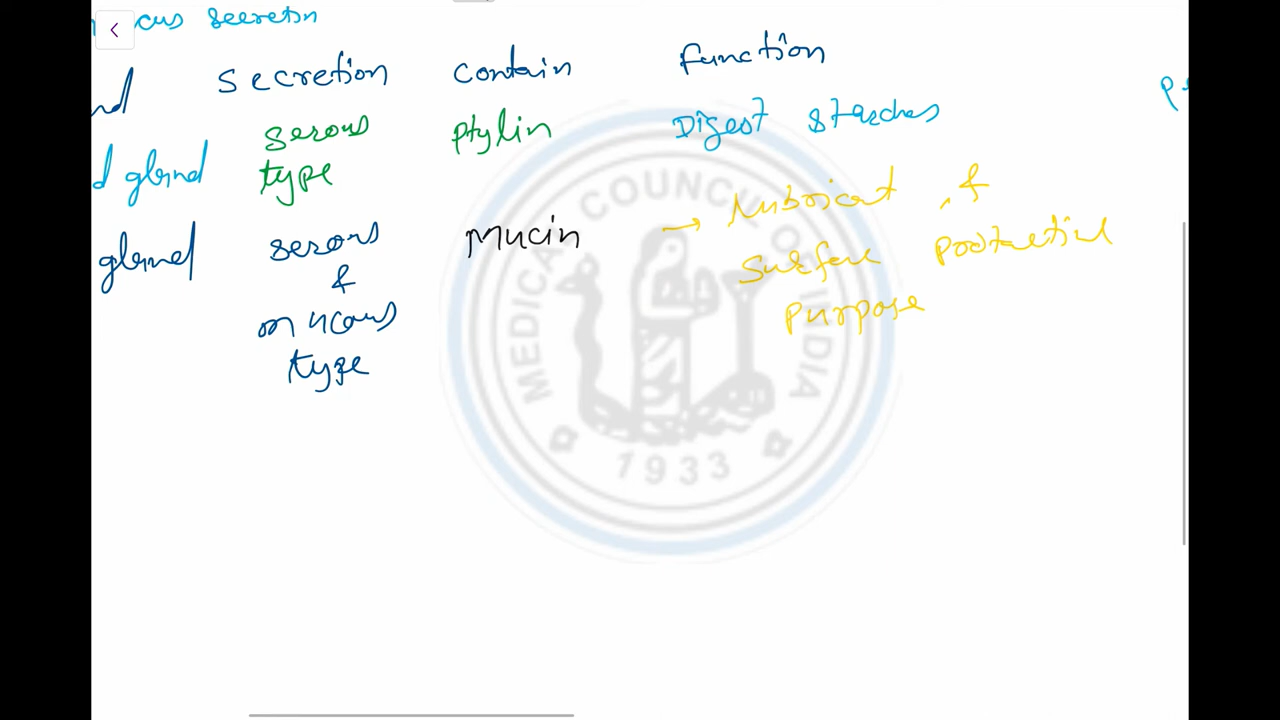 cus secretn
nd secretion contain function
d gland serous type Ptylin Digest starches
gland serous & mucous type Mucin → Lubricant, & Surface protective purpose
MEDICAL COUNCIL OF INDIA
1933